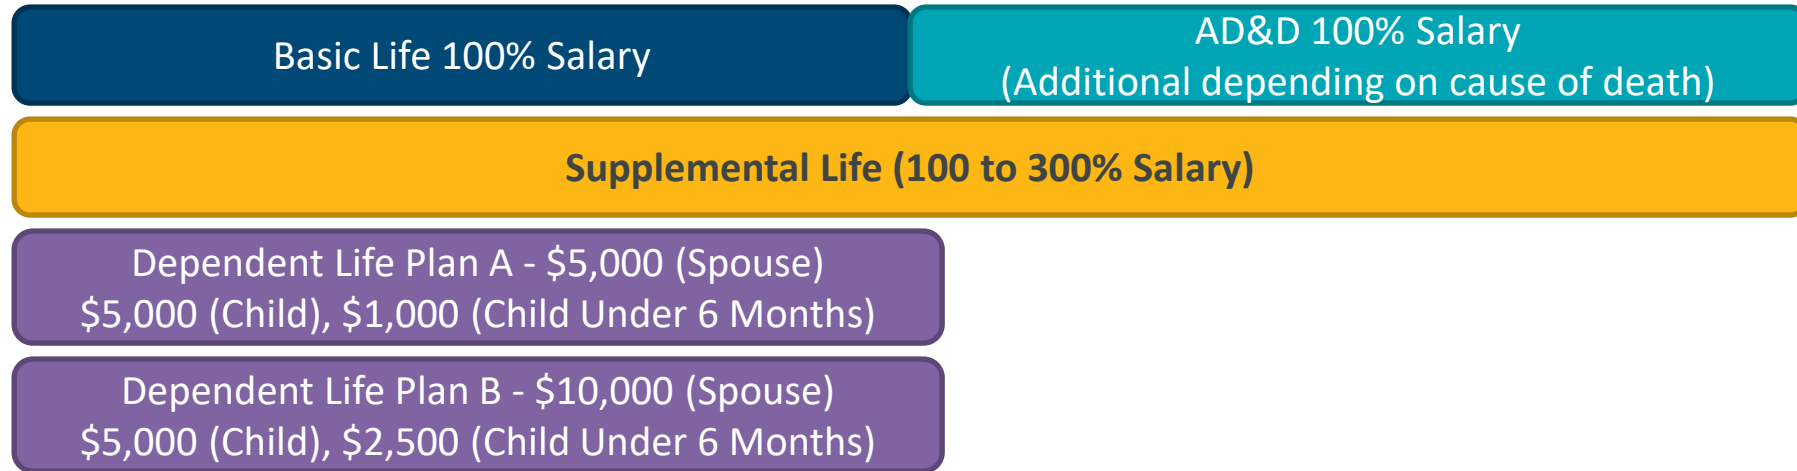 Basic Life 100% Salary
AD&D 100% Salary
(Additional depending on cause of death)
Supplemental Life (100 to 300% Salary)
Dependent Life Plan A - $5,000 (Spouse)
$5,000 (Child), $1,000 (Child Under 6 Months)
Dependent Life Plan B - $10,000 (Spouse)
$5,000 (Child), $2,500 (Child Under 6 Months)